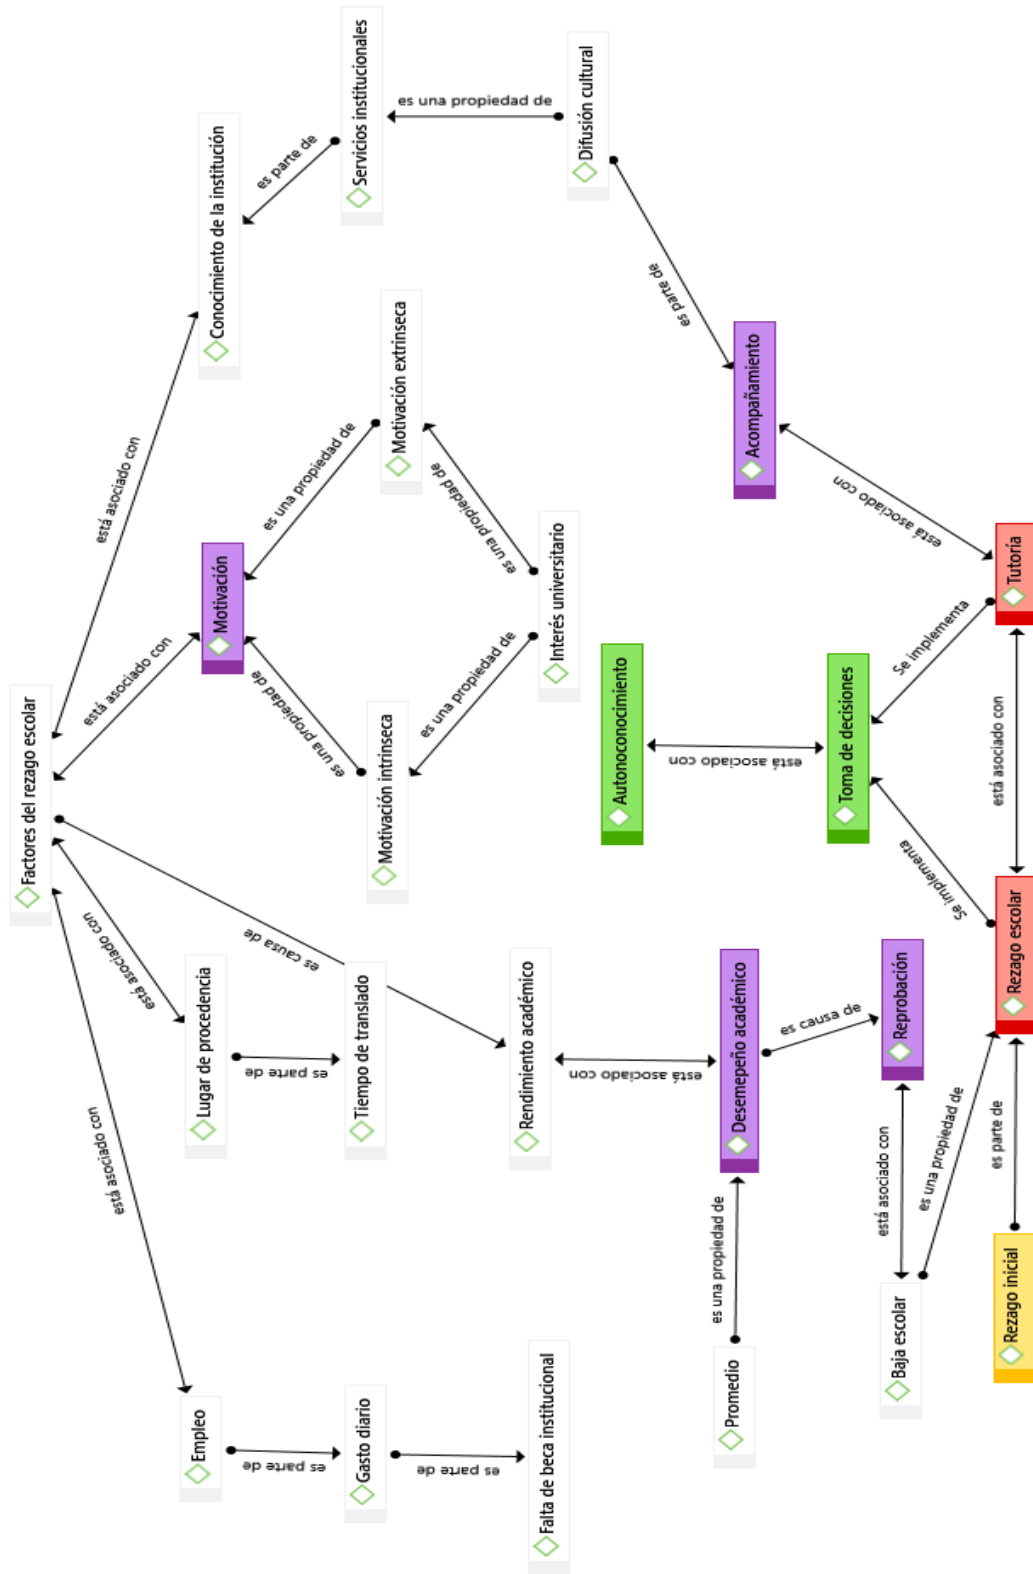 Factores del rezago escolar
está asociado con
está asociado con
está asociado con
está asociado con
Empleo
Lugar de procedencia
Motivación
Conocimiento de la institución
es parte de
es parte de
es causa de
es una propiedad de
es una propiedad de
es parte de
Gasto diario
Tiempo de translado
Motivación intrínseca
Motivación extrinseca
Servicios institucionales
es parte de
es una propiedad de
es una propiedad de
es una propiedad de
Falta de beca institucional
Rendimiento académico
Interés universitario
Difusión cultural
está asociado con
Autonoconocimiento
es parte de
Promedio
es una propiedad de
Desemepeño académico
está asociado con
Acompañamiento
es causa de
Toma de decisiones
está asociado con
Baja escolar
está asociado con
Reprobación
Se implementa
Se implementa
es una propiedad de
Rezago inicial
es parte de
Rezago escolar
está asociado con
Tutoría